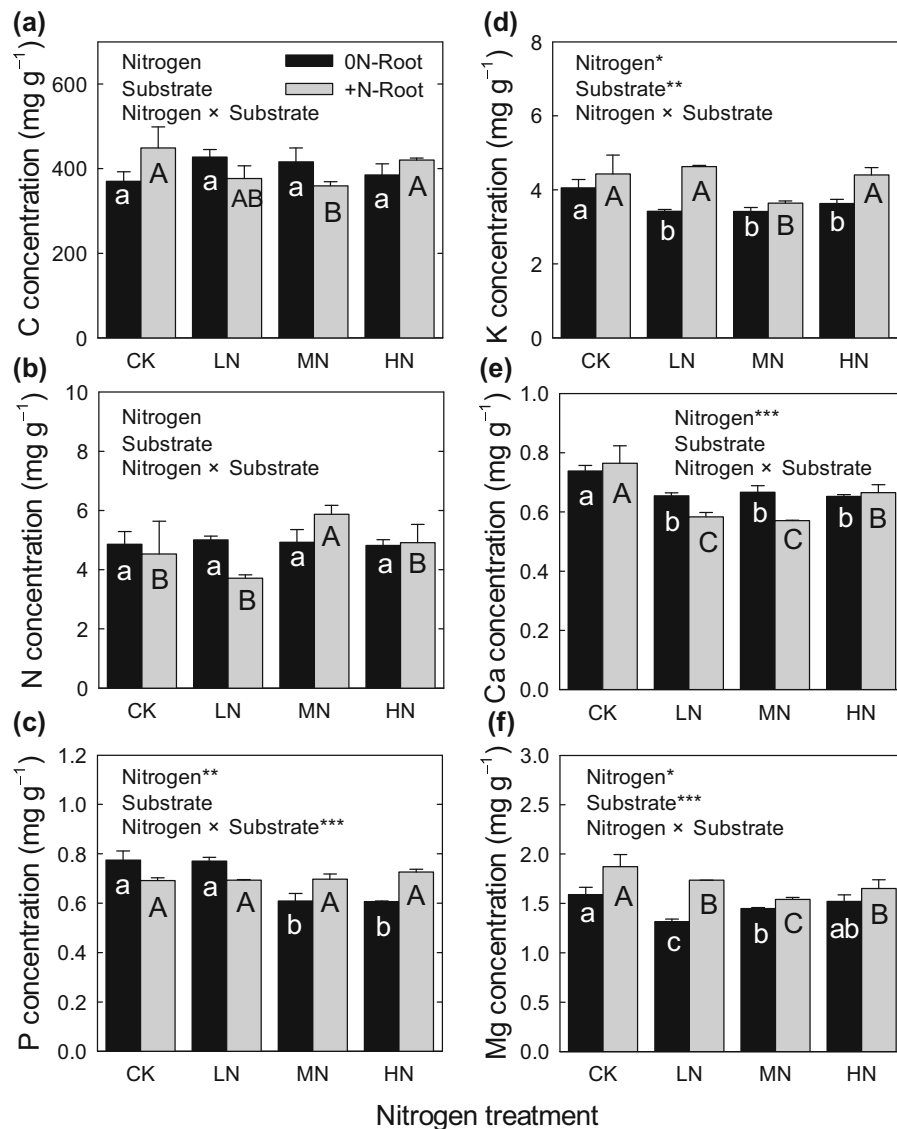 (a)
C concentration (mg g⁻¹)
600
400
200
0
Nitrogen
Substrate
Nitrogen × Substrate
0N-Root
+N-Root
a A a AB a B a A
CK LN MN HN
(b)
N concentration (mg g⁻¹)
10
8
6
4
2
0
Nitrogen
Substrate
Nitrogen × Substrate
a B a B a A a B
CK LN MN HN
(c)
P concentration (mg g⁻¹)
1.2
1.0
0.8
0.6
0.4
0.2
0.0
Nitrogen**
Substrate
Nitrogen × Substrate***
a A a A b A b A
CK LN MN HN
(d)
K concentration (mg g⁻¹)
8
6
4
2
0
Nitrogen*
Substrate**
Nitrogen × Substrate
a A b A b B b A
CK LN MN HN
(e)
Ca concentration (mg g⁻¹)
1.0
0.8
0.6
0.4
0.2
0.0
Nitrogen***
Substrate
Nitrogen × Substrate
a A b C b C b B
CK LN MN HN
(f)
Mg concentration (mg g⁻¹)
3.0
2.5
2.0
1.5
1.0
0.5
0.0
Nitrogen*
Substrate***
Nitrogen × Substrate
a A c B b C ab B
CK LN MN HN
Nitrogen treatment